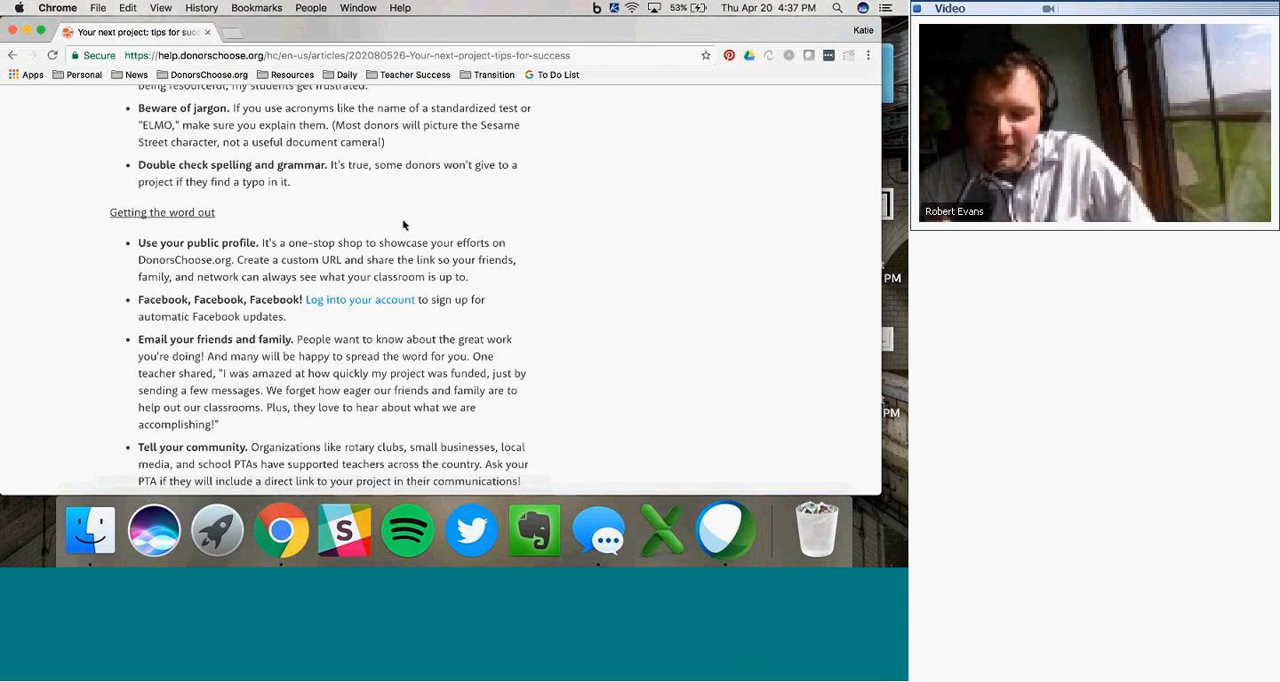 Chrome File Edit View History Bookmarks People Window Help 53% Thu Apr 20 4:37 PM
Your next project: tips for suc Katie
Secure https://help.donorschoose.org/hc/en-us/articles/202080526-Your-next-project-tips-for-success
Apps Personal News DonorsChoose.org Resources Daily Teacher Success Transition To Do List
being resourceful, my students get frustrated.
• Beware of jargon. If you use acronyms like the name of a standardized test or
"ELMO," make sure you explain them. (Most donors will picture the Sesame
Street character, not a useful document camera!)
• Double check spelling and grammar. It's true, some donors won't give to a
project if they find a typo in it.
Getting the word out
• Use your public profile. It's a one-stop shop to showcase your efforts on
DonorsChoose.org. Create a custom URL and share the link so your friends,
family, and network can always see what your classroom is up to.
• Facebook, Facebook, Facebook! Log into your account to sign up for
automatic Facebook updates.
• Email your friends and family. People want to know about the great work
you're doing! And many will be happy to spread the word for you. One
teacher shared, "I was amazed at how quickly my project was funded, just by
sending a few messages. We forget how eager our friends and family are to
help out our classrooms. Plus, they love to hear about what we are
accomplishing!"
• Tell your community. Organizations like rotary clubs, small businesses, local
media, and school PTAs have supported teachers across the country. Ask your
PTA if they will include a direct link to your project in their communications!
PM
PM
Video
Robert Evans